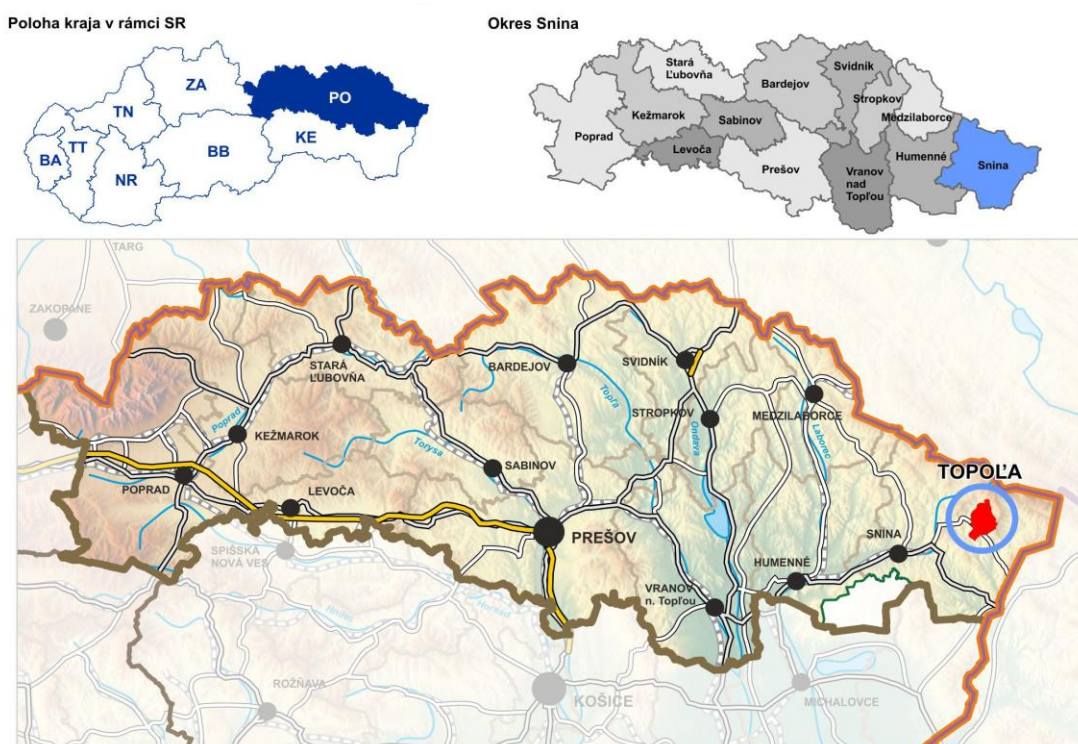 Poloha kraja v rámci SR
Okres Snina
ZA
PO
TN
KE
TT
BA
BB
NR
Stará
Ľubovňa
Svidník
Bardejov
Stropkov
Medzilaborce
Kežmarok
Sabinov
Poprad
Levoča
Humenné
Snina
Prešov
Vranov
nad
Topľou
TARG
ZAKOPANE
STARÁ
ĽUBOVŇA
BARDEJOV
SVIDNÍK
Topľa
STROPKOV
MEDZILABORCE
Poprad
KEŽMAROK
Torysa
Ondava
Laborec
SABINOV
TOPOĽA
POPRAD
LEVOČA
PREŠOV
SNINA
SPIŠSKÁ
NOVÁ VES
HUMENNÉ
VRANOV
n. Topľou
Hnilec
Hornád
ROŽŇAVA
KOŠICE
MICHALOVCE